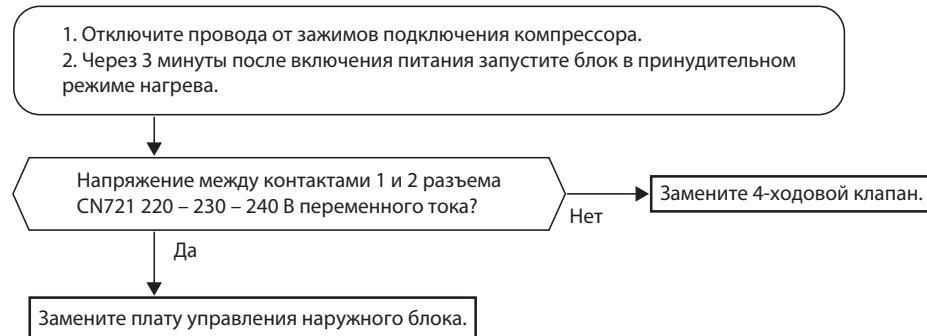 1. Отключите провода от зажимов подключения компрессора.
2. Через 3 минуты после включения питания запустите блок в принудительном
режиме нагрева.
Напряжение между контактами 1 и 2 разъема
CN721 220 – 230 – 240 В переменного тока?
Замените 4-ходовой клапан.
Нет
Да
Замените плату управления наружного блока.